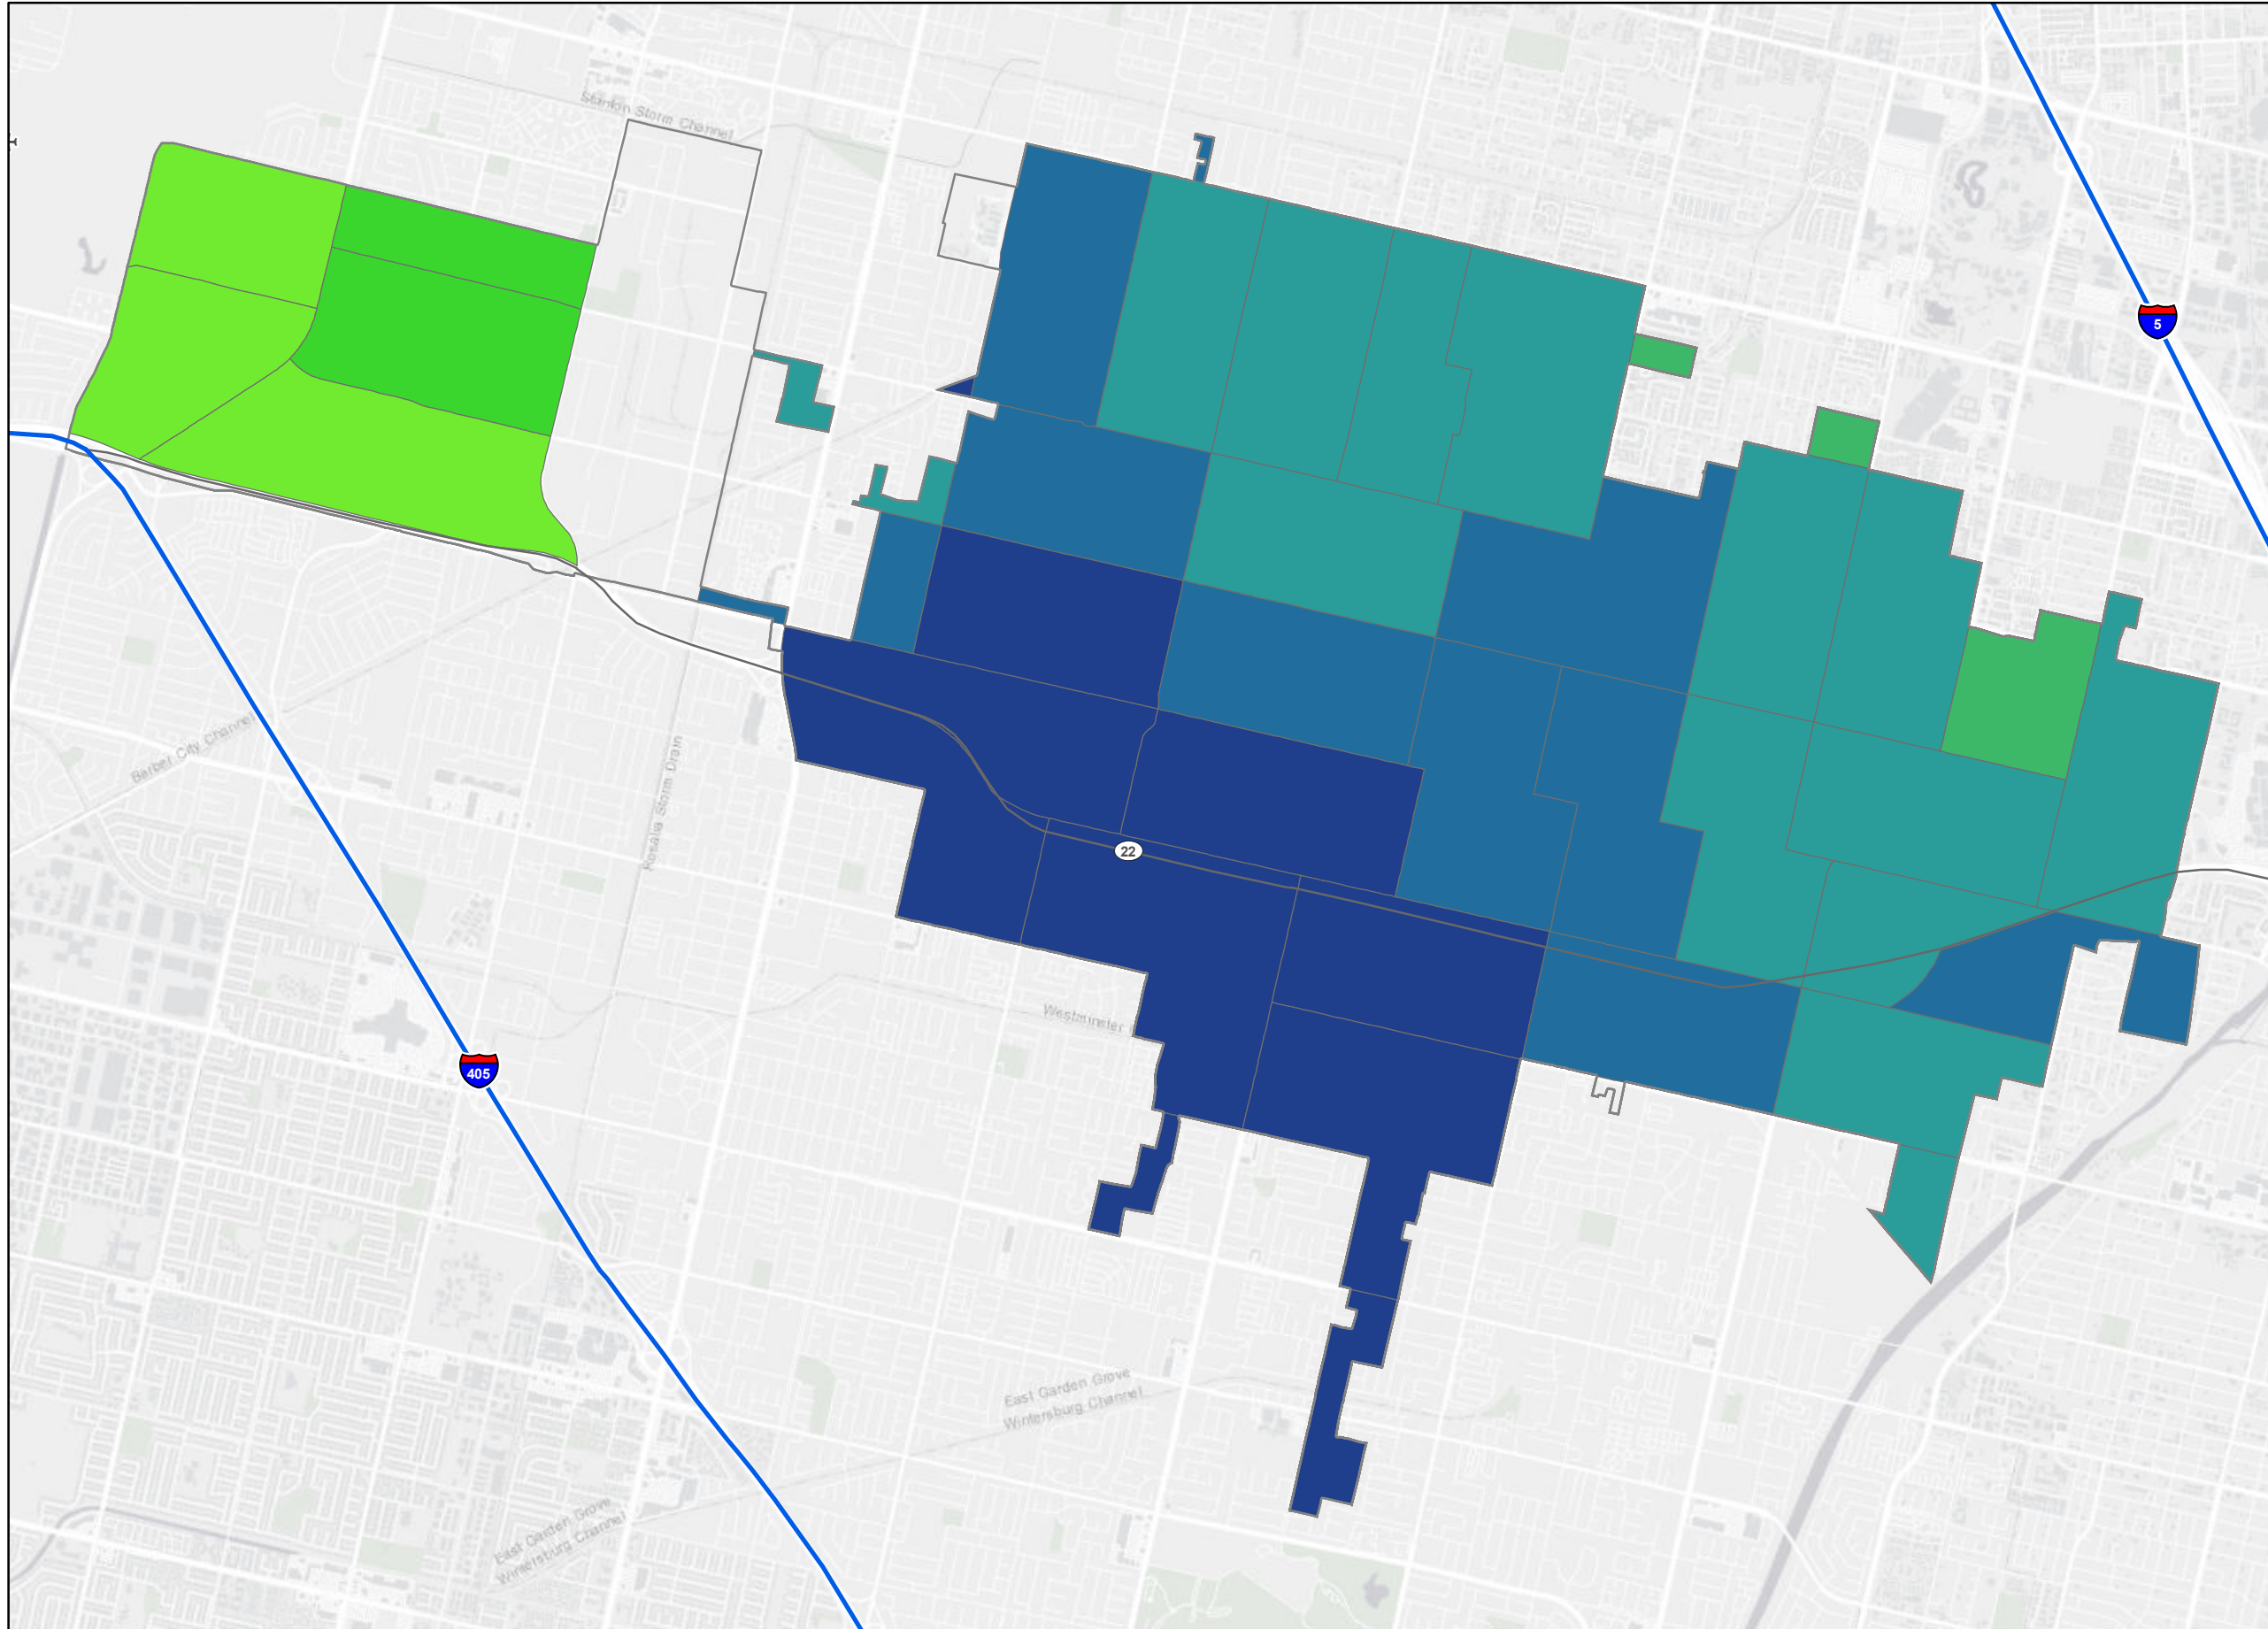 Stanton Storm Channel
5
Barber City Channel
Rosalia Storm Drain
22
Westminster
405
East Garden Grove
Wintersburg Channel
East Garden Grove
Wintersburg Channel